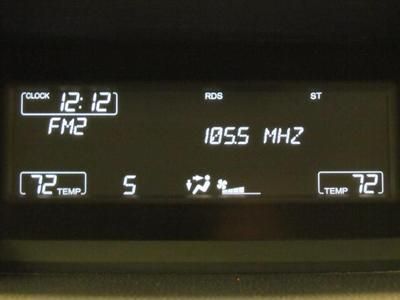 CLOCK 12:12 RDS ST
FM2 105.5 MHZ
72 TEMP 5 TEMP 72